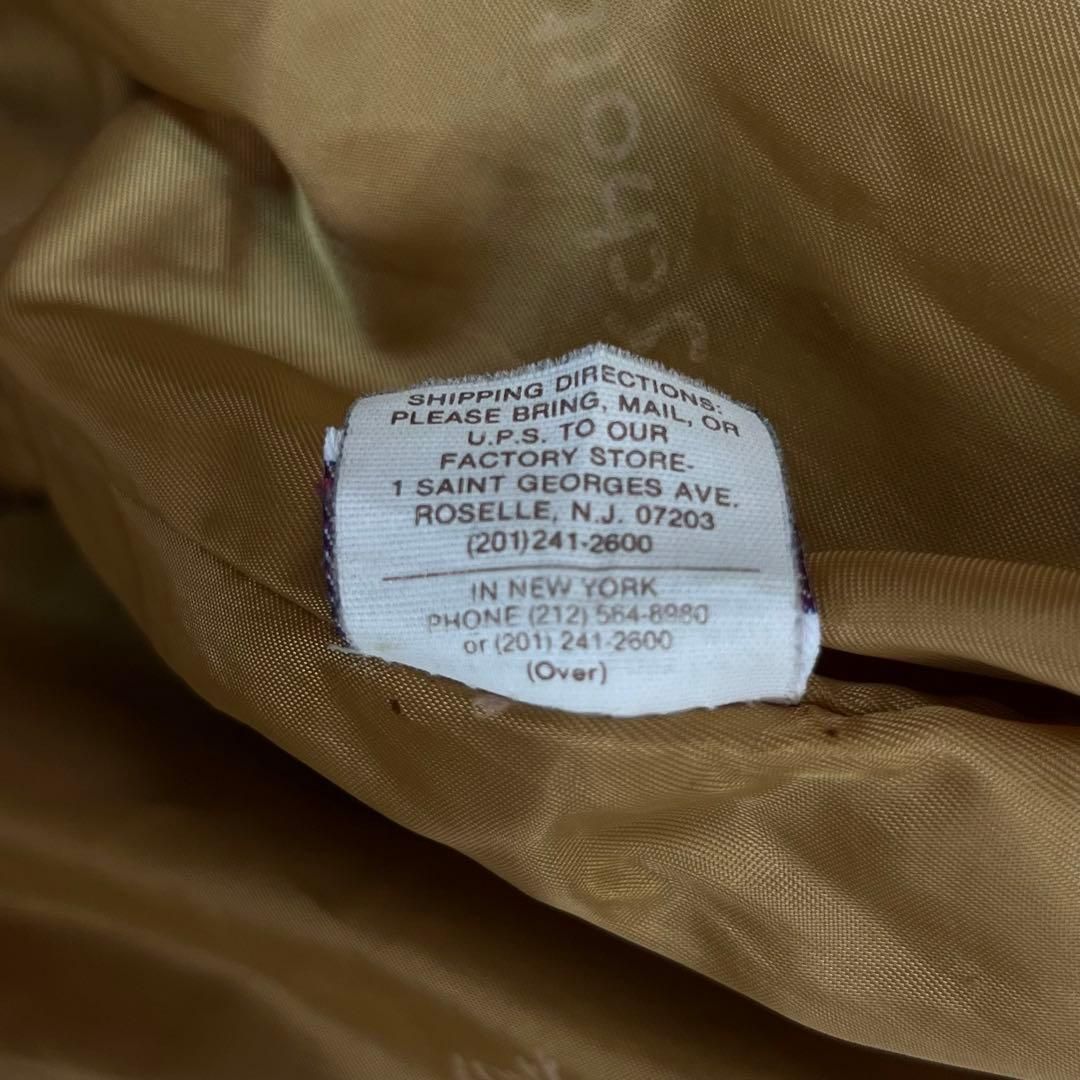 Schott
SHIPPING DIRECTIONS:
PLEASE BRING, MAIL, OR
U.P.S. TO OUR
FACTORY STORE-
1 SAINT GEORGES AVE.
ROSELLE, N.J. 07203
(201)241-2600
IN NEW YORK
PHONE (212) 564-8980
or (201) 241-2600
(Over)